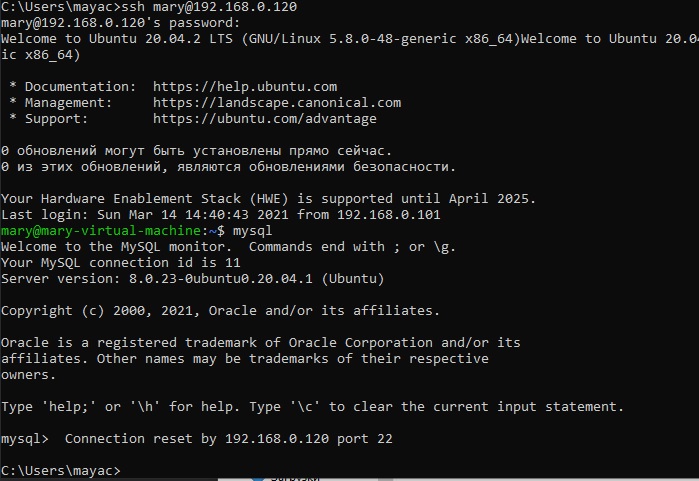 C:\Users\mayac>ssh mary@192.168.0.120
mary@192.168.0.120's password:
Welcome to Ubuntu 20.04.2 LTS (GNU/Linux 5.8.0-48-generic x86_64)Welcome to Ubuntu 20.0
ic x86_64)
* Documentation:  https://help.ubuntu.com
* Management:     https://landscape.canonical.com
* Support:        https://ubuntu.com/advantage
0 обновлений могут быть установлены прямо сейчас.
0 из этих обновлений, являются обновлениями безопасности.
Your Hardware Enablement Stack (HWE) is supported until April 2025.
Last login: Sun Mar 14 14:40:43 2021 from 192.168.0.101
mary@mary-virtual-machine:~$ mysql
Welcome to the MySQL monitor.  Commands end with ; or \g.
Your MySQL connection id is 11
Server version: 8.0.23-0ubuntu0.20.04.1 (Ubuntu)
Copyright (c) 2000, 2021, Oracle and/or its affiliates.
Oracle is a registered trademark of Oracle Corporation and/or its
affiliates. Other names may be trademarks of their respective
owners.
Type 'help;' or '\h' for help. Type '\c' to clear the current input statement.
mysql>  Connection reset by 192.168.0.120 port 22
C:\Users\mayac>